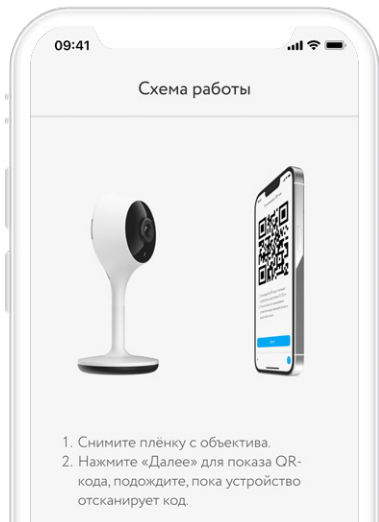 09:41
Схема работы
1. Снимите плёнку с объектива.
2. Нажмите «Далее» для показа QR-
кода, подождите, пока устройство
отсканирует код.